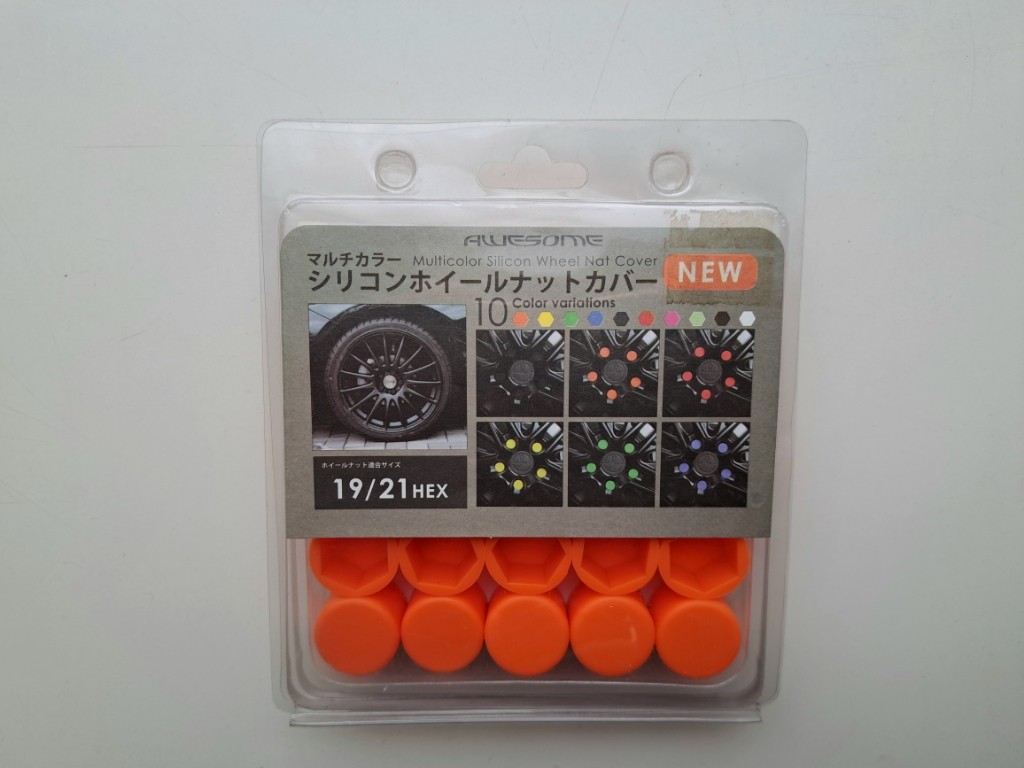 AWESOME
マルチカラー Multicolor Silicon Wheel Nat Cover
シリコンホイールナットカバー
NEW
10 Color variations
ホイールナット適合サイズ
19/21HEX